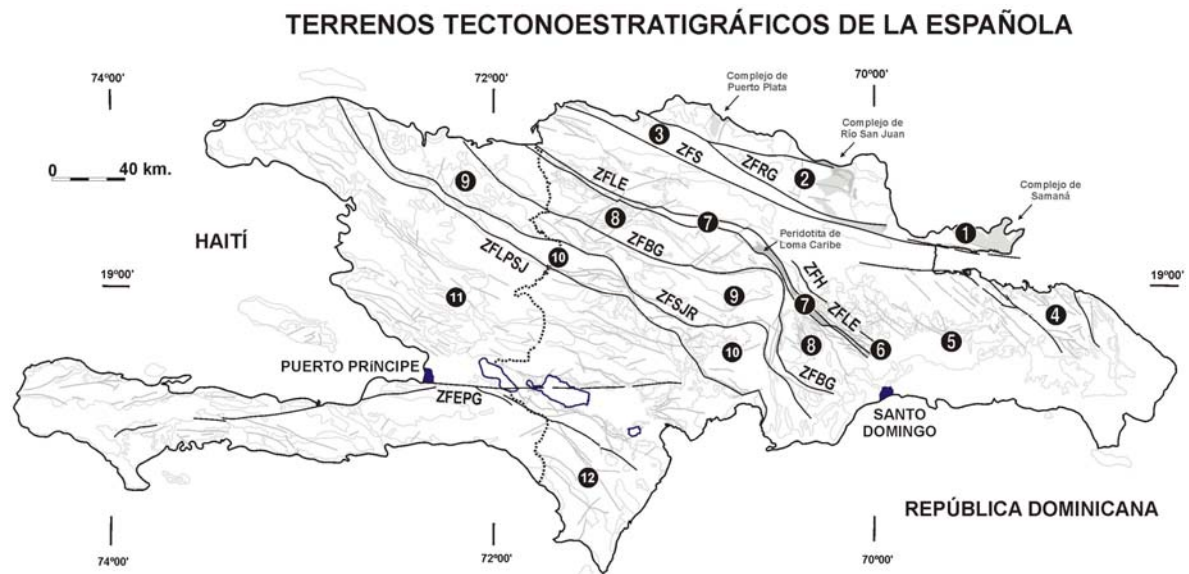 TERRENOS TECTONOESTRATIGRÁFICOS DE LA ESPAÑOLA
74º00'
72º00'
70º00'
Complejo de
Puerto Plata
Complejo de
Río San Juan
Complejo de
Samaná
0 40 km.
3
ZFS
ZFRG
2
1
9
ZFLE
8
7
ZFBG
Peridotita de
Loma Caribe
HAITÍ
ZFLPSJ
10
ZFH
19º00'
19º00'
11
ZFSJR
9
7
ZFLE
4
5
10
8
6
ZFBG
PUERTO PRíNCIPE
ZFEPG
SANTO
DOMINGO
12
REPÚBLICA DOMINICANA
74º00'
72º00'
70º00'